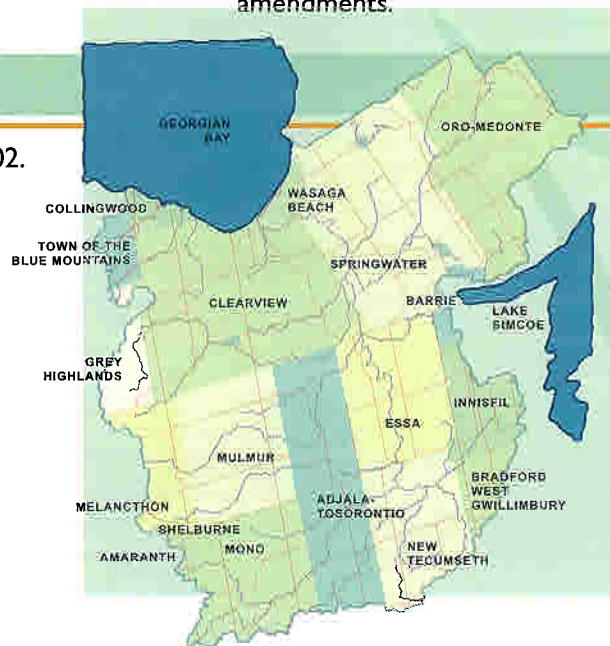 amendments.
GEORGIAN
BAY
ORO-MEDONTE
02.
WASAGA
BEACH
COLLINGWOOD
TOWN OF THE
BLUE MOUNTAINS
SPRINGWATER
CLEARVIEW
BARRIE
LAKE
SIMCOE
GREY
HIGHLANDS
INNISFIL
ESSA
MULMUR
BRADFORD
WEST
GWILLIMBURY
MELANCTHON
ADJALA-
TOSORONTIO
SHELBURNE
MONO
AMARANTH
NEW
TECUMSETH